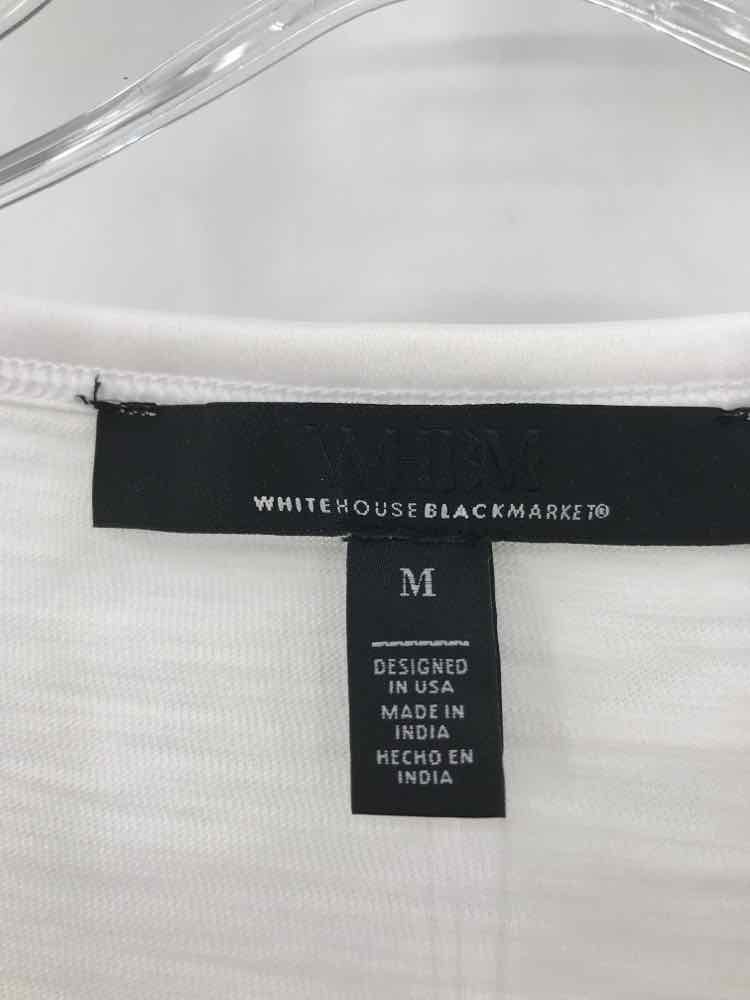 WHBM
WHITEHOUSEBLACKMARKET®
M
DESIGNED
IN USA
MADE IN
INDIA
HECHO EN
INDIA